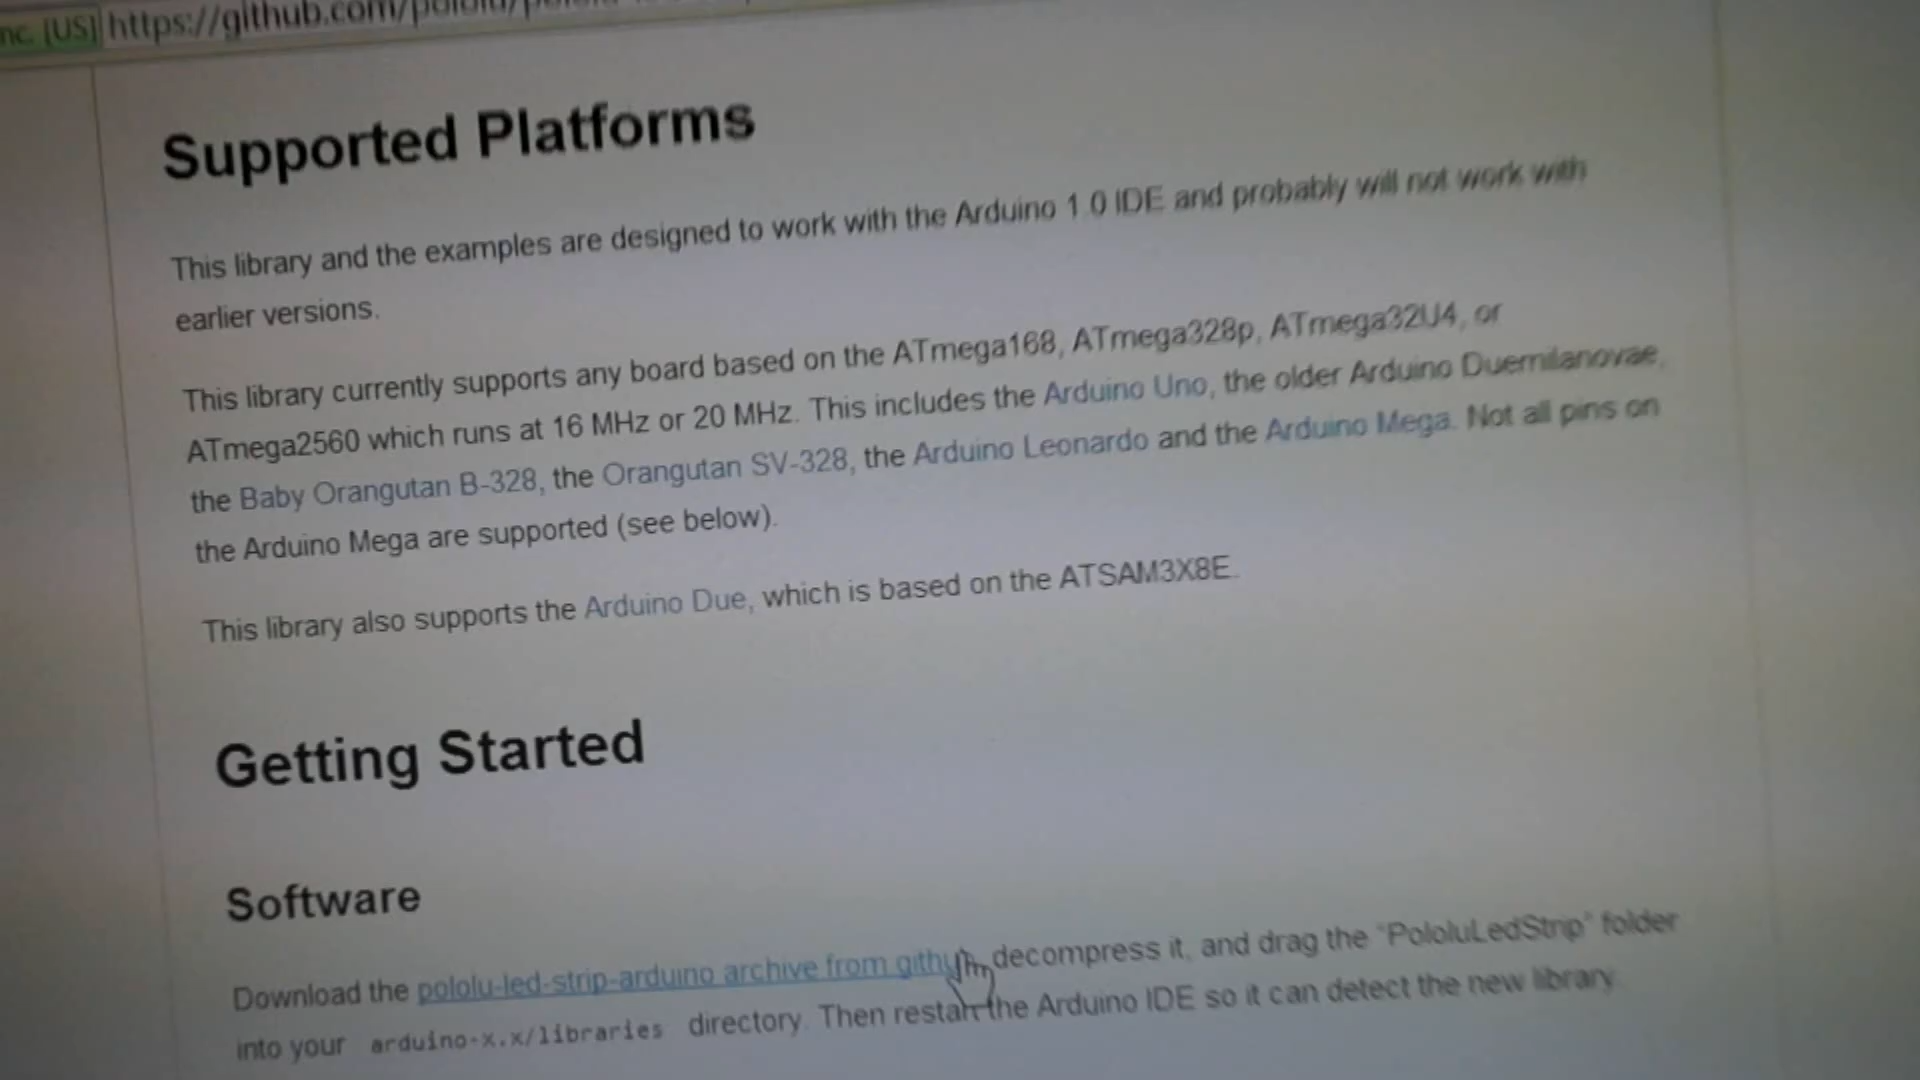 nc. [US] https://github.com/pololu/
Supported Platforms
This library and the examples are designed to work with the Arduino 1.0 IDE and probably will not work with
earlier versions.
This library currently supports any board based on the ATmega168, ATmega328p, ATmega32U4, or
ATmega2560 which runs at 16 MHz or 20 MHz. This includes the Arduino Uno, the older Arduino Duemilanovae,
the Baby Orangutan B-328, the Orangutan SV-328, the Arduino Leonardo and the Arduino Mega. Not all pins on
the Arduino Mega are supported (see below).
This library also supports the Arduino Due, which is based on the ATSAM3X8E.
Getting Started
Software
Download the pololu-led-strip-arduino archive from github, decompress it, and drag the "PololuLedStrip" folder
into your arduino-x.x/libraries directory. Then restart the Arduino IDE so it can detect the new library.